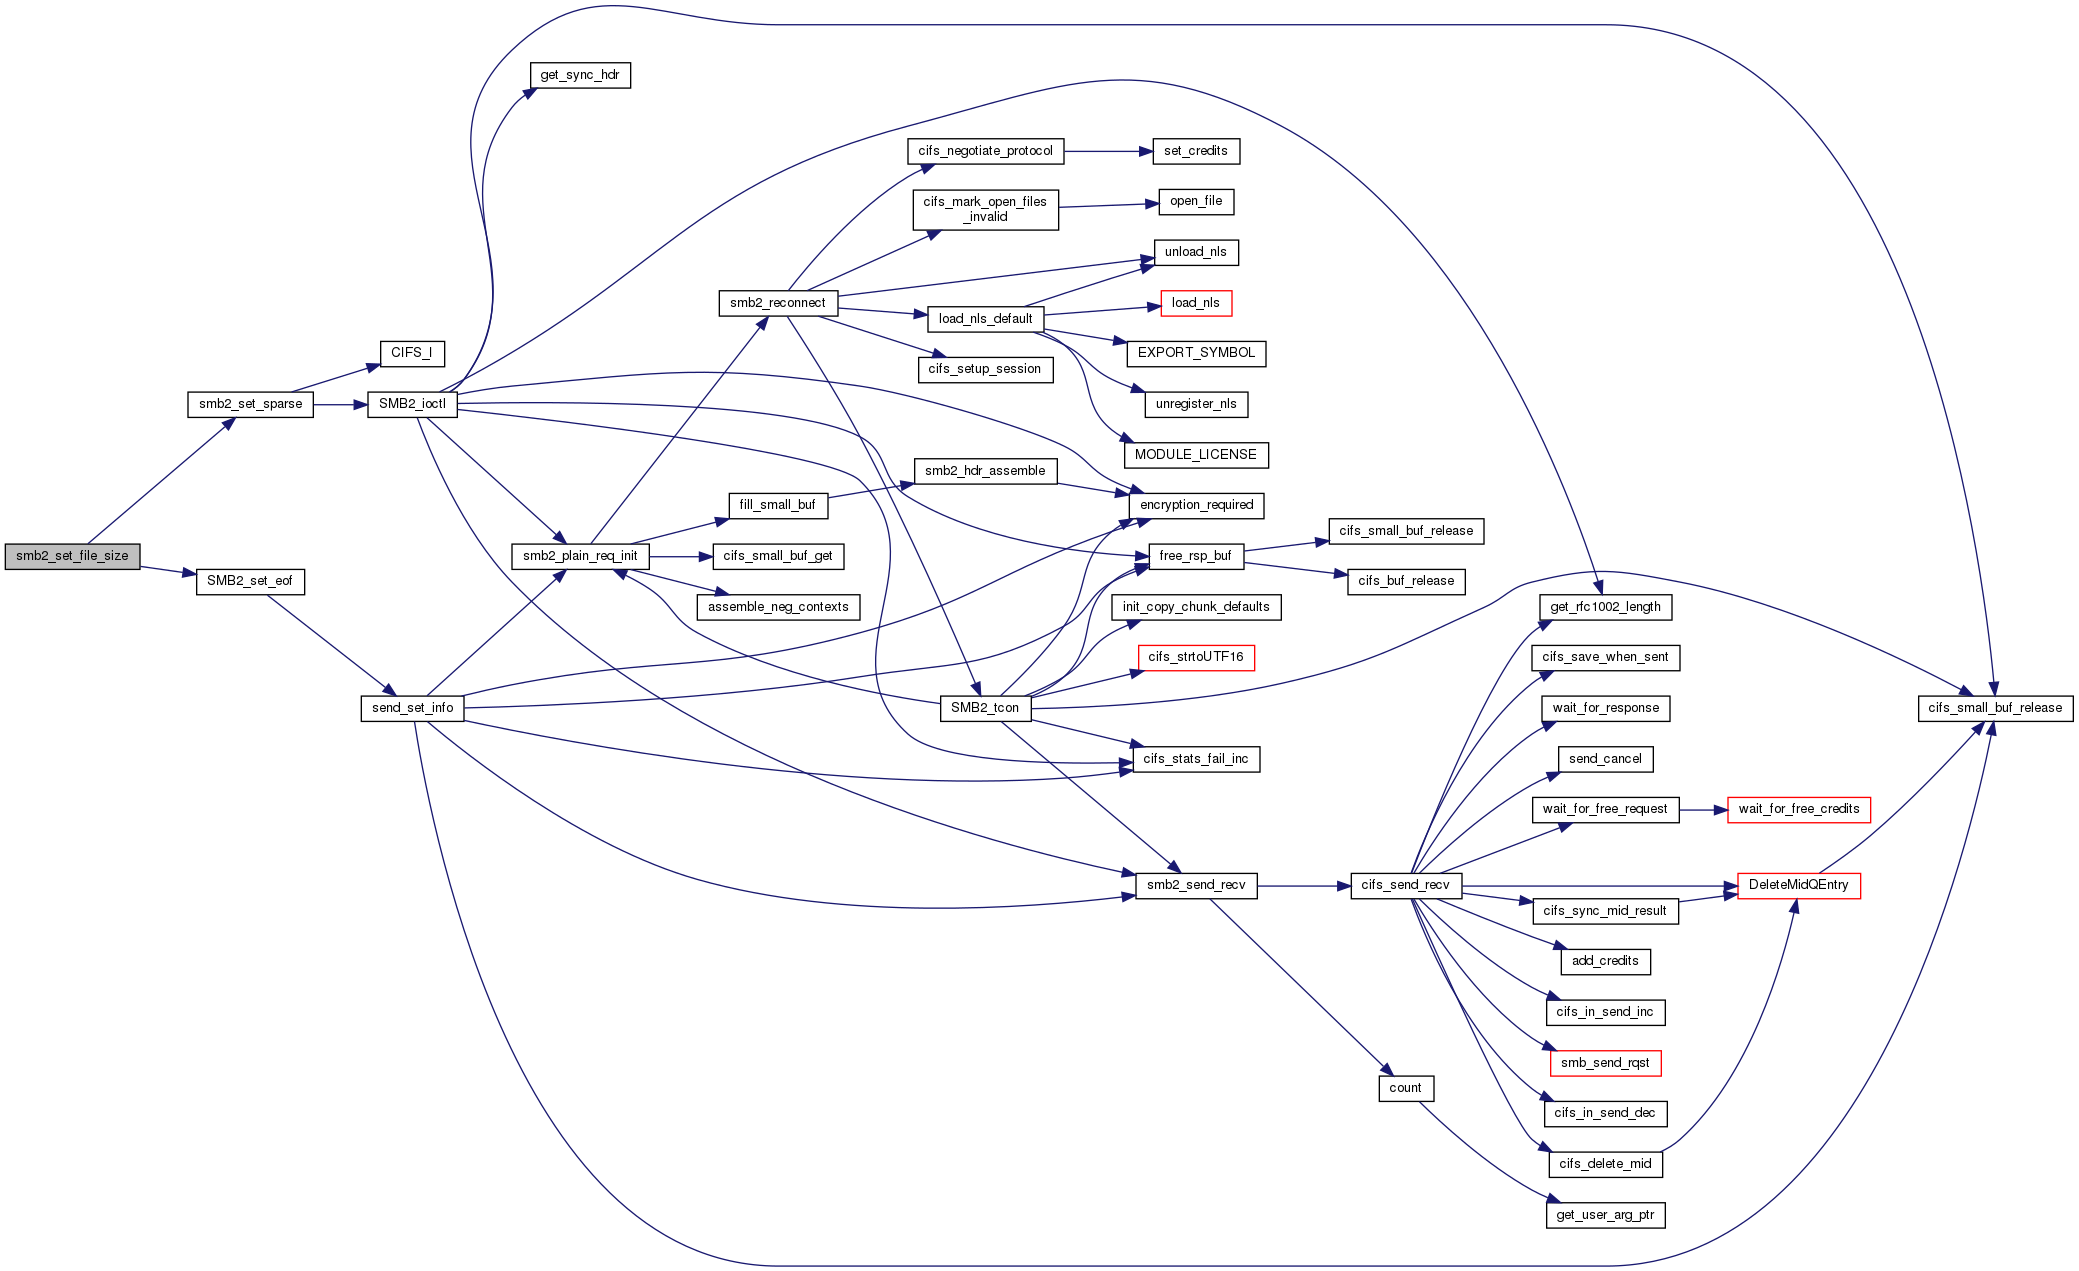 get_sync_hdr
cifs_negotiate_protocol
set_credits
cifs_mark_open_files
_invalid
open_file
unload_nls
smb2_reconnect
load_nls
load_nls_default
CIFS_I
EXPORT_SYMBOL
cifs_setup_session
smb2_set_sparse
SMB2_ioctl
unregister_nls
MODULE_LICENSE
smb2_hdr_assemble
fill_small_buf
encryption_required
cifs_small_buf_release
smb2_set_file_size
smb2_plain_req_init
cifs_small_buf_get
free_rsp_buf
SMB2_set_eof
cifs_buf_release
assemble_neg_contexts
init_copy_chunk_defaults
get_rfc1002_length
cifs_strtoUTF16
cifs_save_when_sent
send_set_info
SMB2_tcon
wait_for_response
cifs_small_buf_release
cifs_stats_fail_inc
send_cancel
wait_for_free_request
wait_for_free_credits
smb2_send_recv
cifs_send_recv
DeleteMidQEntry
cifs_sync_mid_result
add_credits
cifs_in_send_inc
smb_send_rqst
count
cifs_in_send_dec
cifs_delete_mid
get_user_arg_ptr